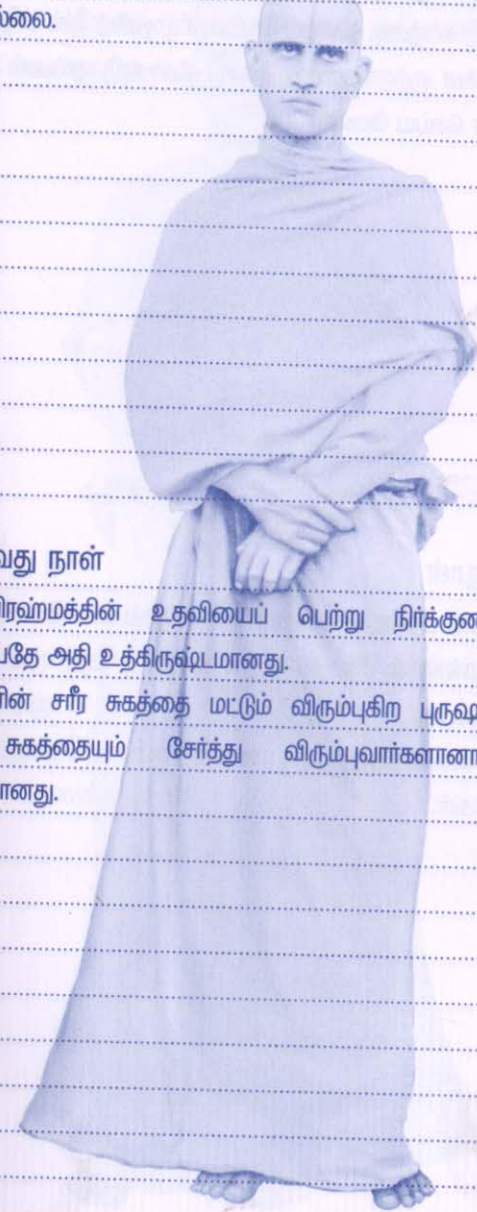 ல்லை.
வது நாள்
ரஹ்மத்தின் உதவியைப் பெற்று நிர்க்குண
பதே அதி உத்கிருஷ்டமானது.
ரின் சரீர சுகத்தை மட்டும் விரும்புகிற புருஷ
சுகத்தையும் சேர்த்து விரும்புவார்களானா
ானது.